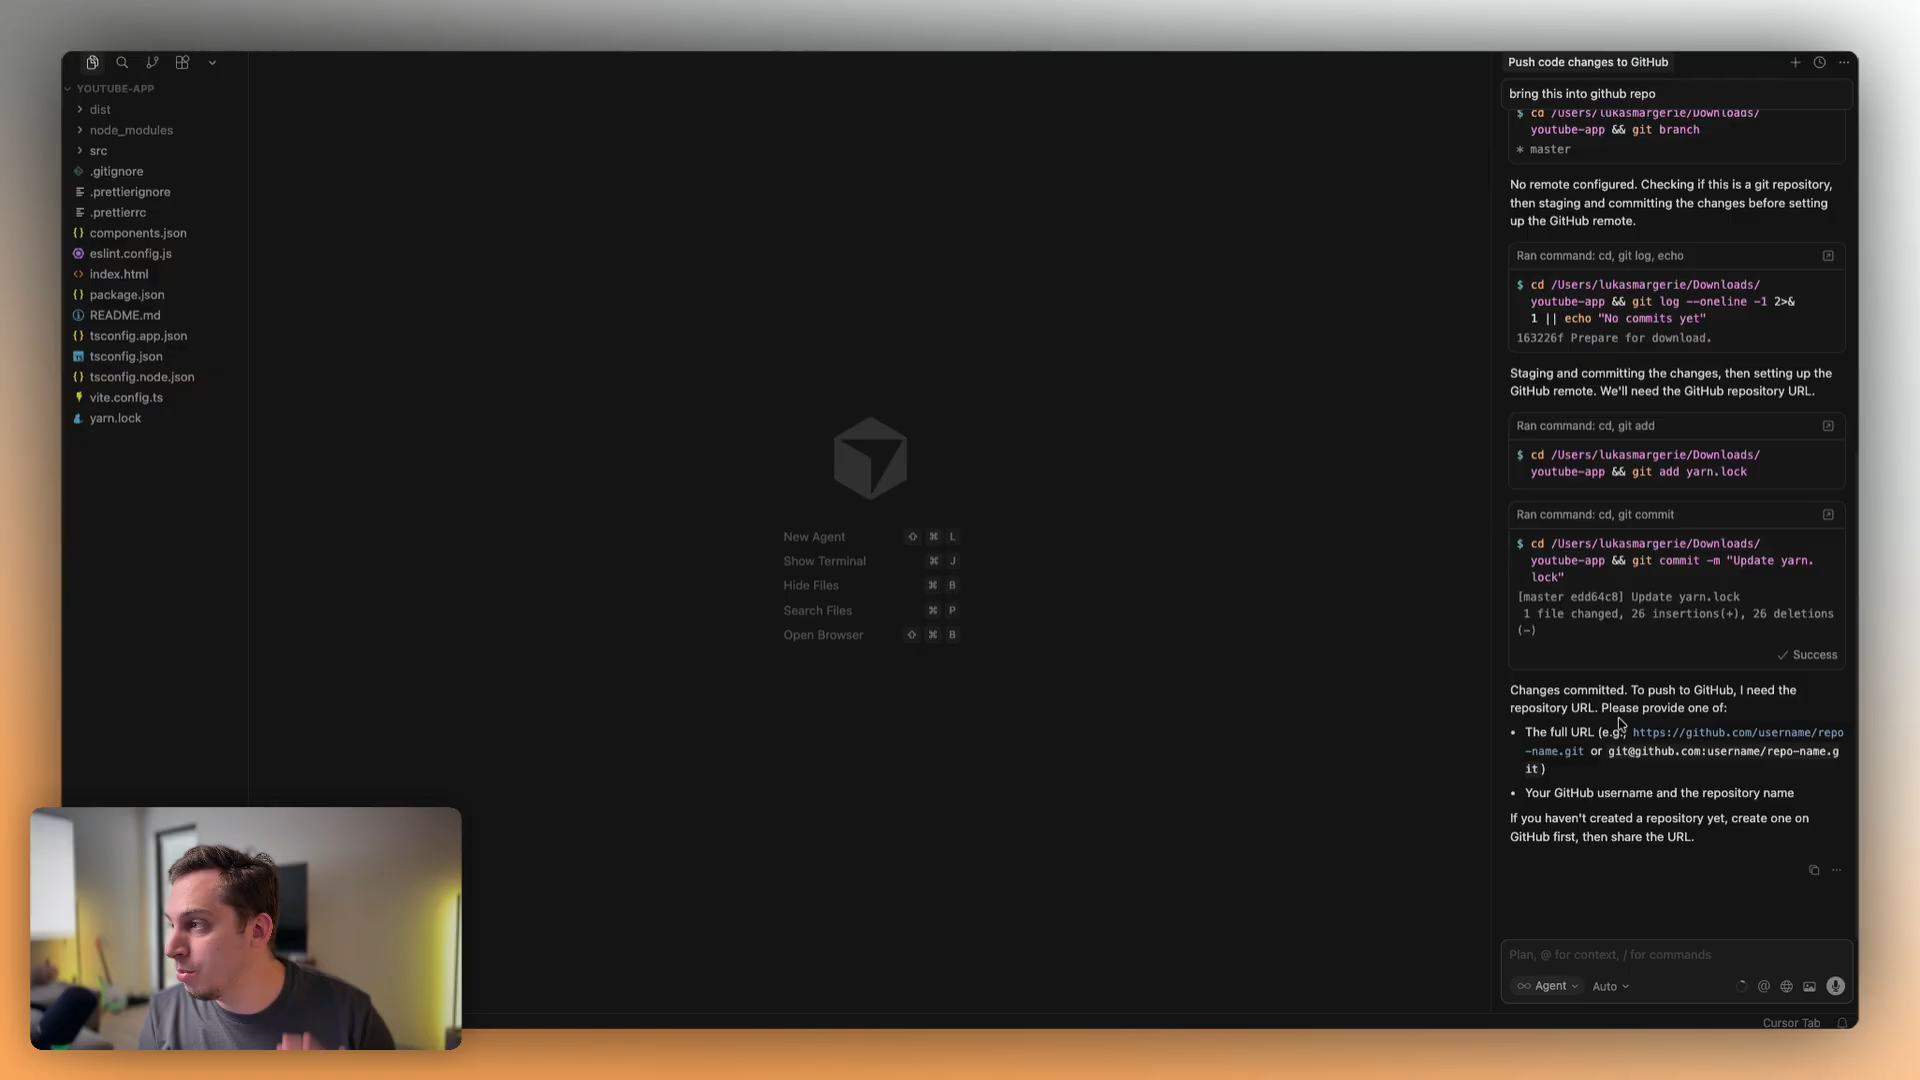 YOUTUBE-APP
dist
node_modules
src
.gitignore
.prettierignore
.prettierrc
components.json
eslint.config.js
index.html
package.json
README.md
tsconfig.app.json
tsconfig.json
tsconfig.node.json
vite.config.ts
yarn.lock
New Agent ⇧ ⌘ L
Show Terminal ⌘ J
Hide Files ⌘ B
Search Files ⌘ P
Open Browser ⇧ ⌘ B
Push code changes to GitHub
bring this into github repo
$ cd /Users/lukasmargerie/Downloads/
youtube-app && git branch
* master
No remote configured. Checking if this is a git repository,
then staging and committing the changes before setting
up the GitHub remote.
Ran command: cd, git log, echo
$ cd /Users/lukasmargerie/Downloads/
youtube-app && git log --oneline -1 2>&
1 || echo "No commits yet"
163226f Prepare for download.
Staging and committing the changes, then setting up the
GitHub remote. We'll need the GitHub repository URL.
Ran command: cd, git add
$ cd /Users/lukasmargerie/Downloads/
youtube-app && git add yarn.lock
Ran command: cd, git commit
$ cd /Users/lukasmargerie/Downloads/
youtube-app && git commit -m "Update yarn.
lock"
[master edd64c8] Update yarn.lock
1 file changed, 26 insertions(+), 26 deletions
(-)
Success
Changes committed. To push to GitHub, I need the
repository URL. Please provide one of:
• The full URL (e.g., https://github.com/username/repo
-name.git or git@github.com:username/repo-name.g
it)
• Your GitHub username and the repository name
If you haven't created a repository yet, create one on
GitHub first, then share the URL.
Plan, @ for context, / for commands
Agent Auto
Cursor Tab